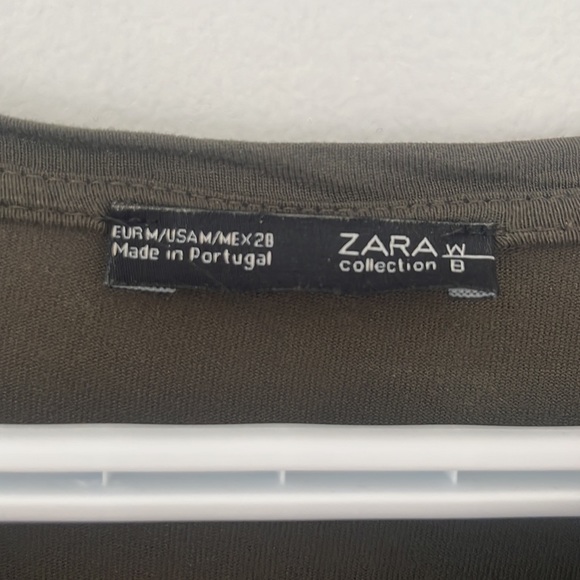 EUR M/USA M/MEX 28
Made in Portugal
ZARA W
collection B